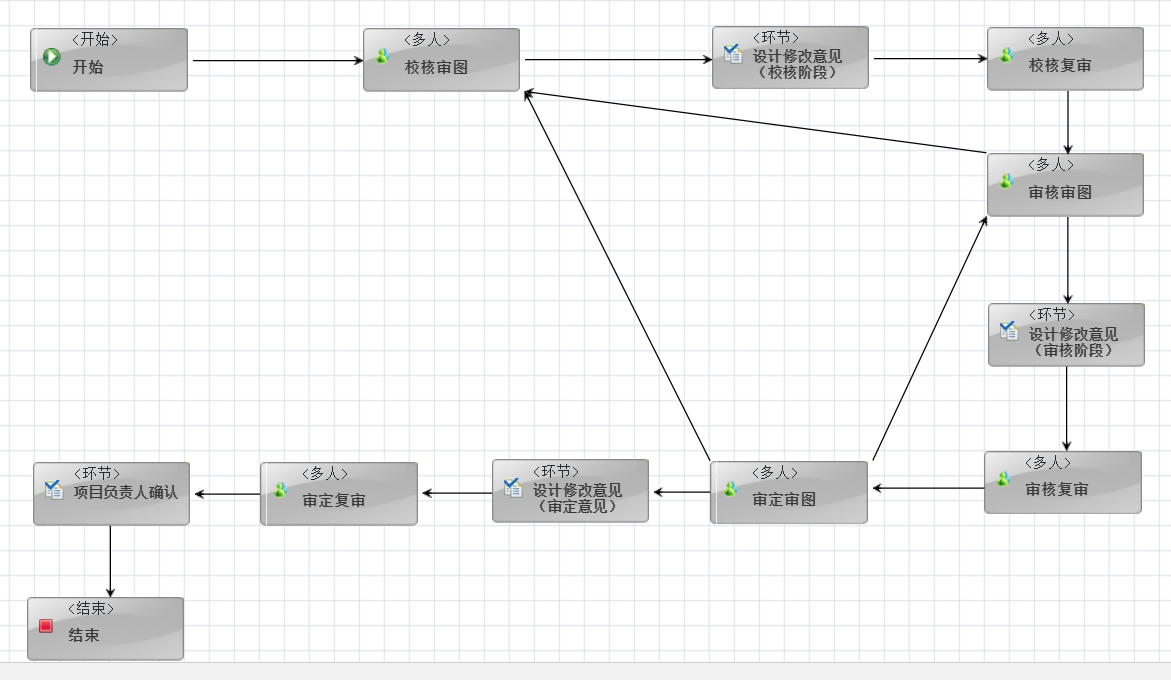 <开始>
开始
<多人>
校核审图
<环节>
设计修改意见
（校核阶段）
<多人>
校核复审
<多人>
审核审图
<环节>
设计修改意见
（审核阶段）
<多人>
审核复审
<多人>
审定审图
<环节>
设计修改意见
（审定意见）
<多人>
审定复审
<环节>
项目负责人确认
<结束>
结束